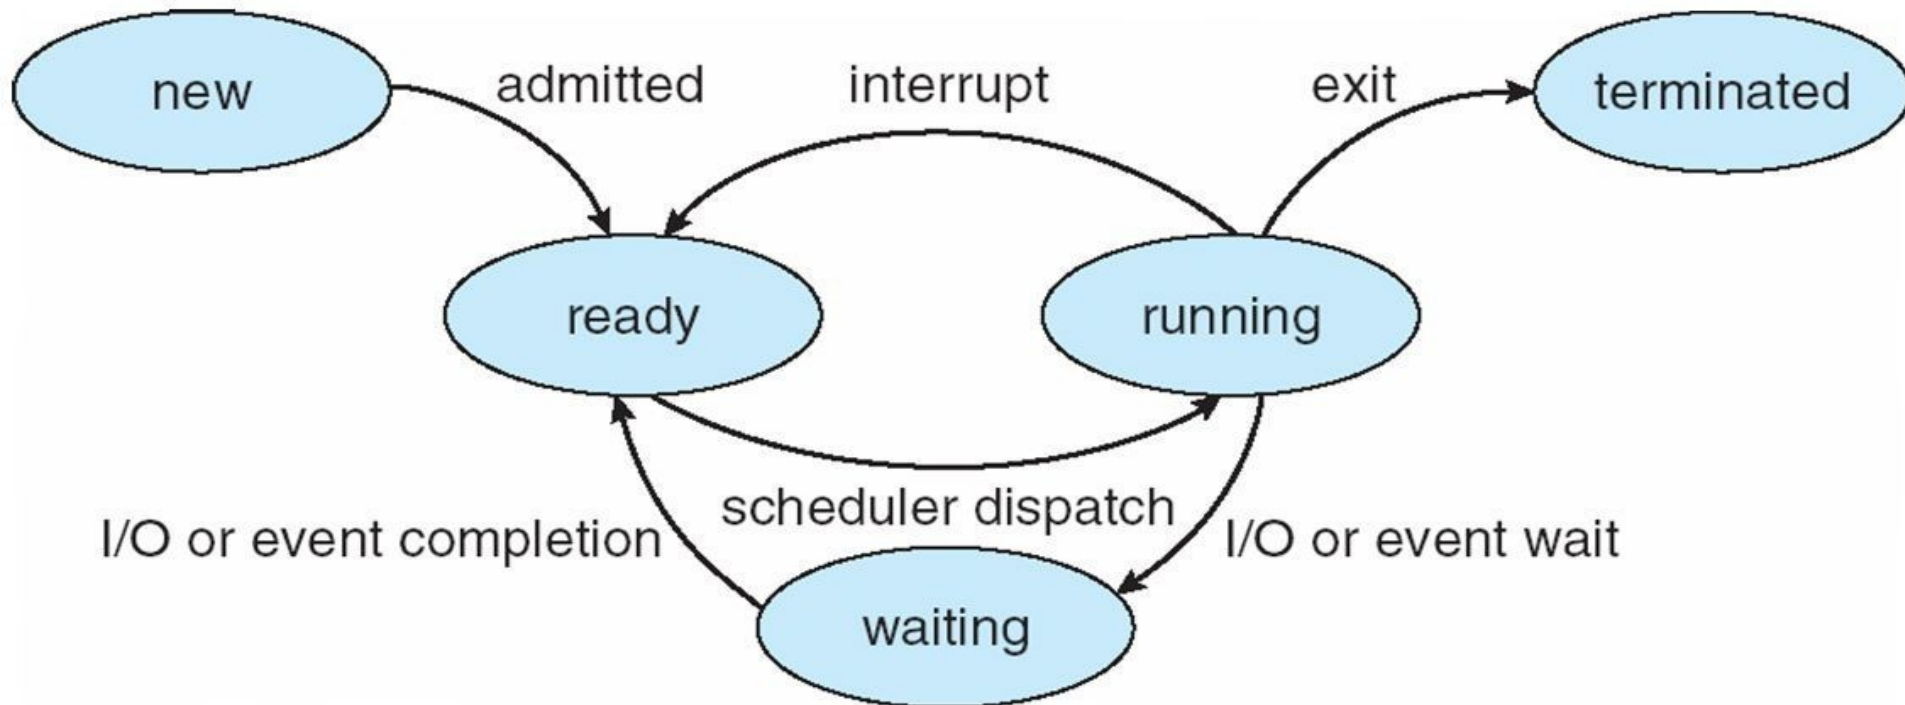 new
admitted
interrupt
exit
terminated
ready
running
scheduler dispatch
I/O or event completion
I/O or event wait
waiting